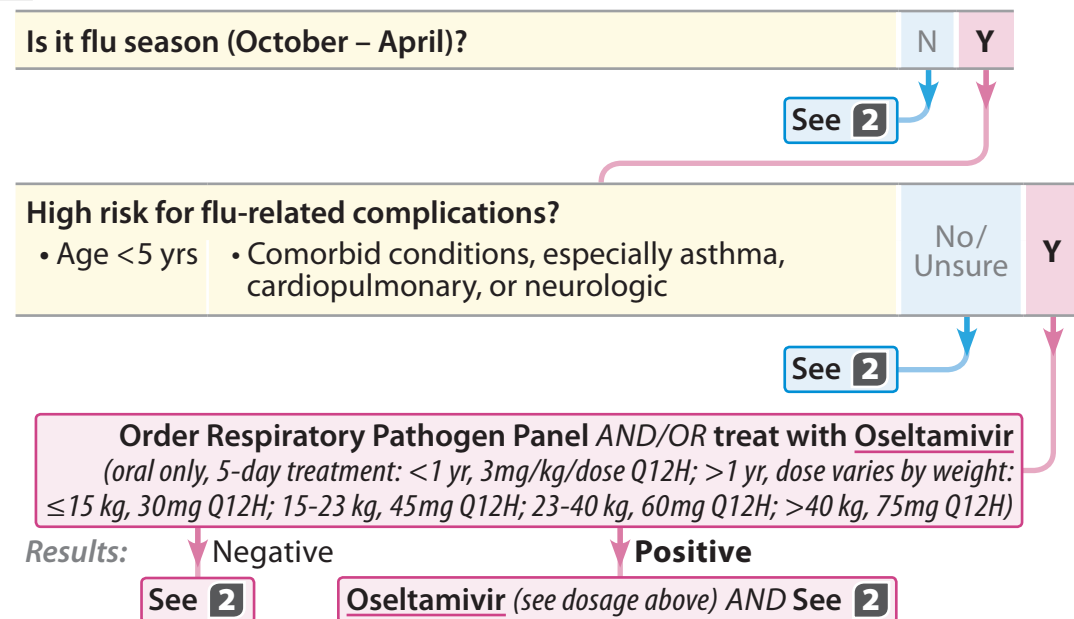 Is it flu season (October – April)? N Y
See 2
High risk for flu-related complications?
• Age <5 yrs • Comorbid conditions, especially asthma,
cardiopulmonary, or neurologic
No/
Unsure
Y
See 2
Order Respiratory Pathogen Panel AND/OR treat with Oseltamivir
(oral only, 5-day treatment: <1 yr, 3mg/kg/dose Q12H; >1 yr, dose varies by weight:
≤15 kg, 30mg Q12H; 15-23 kg, 45mg Q12H; 23-40 kg, 60mg Q12H; >40 kg, 75mg Q12H)
Results: Negative Positive
See 2 Oseltamivir (see dosage above) AND See 2